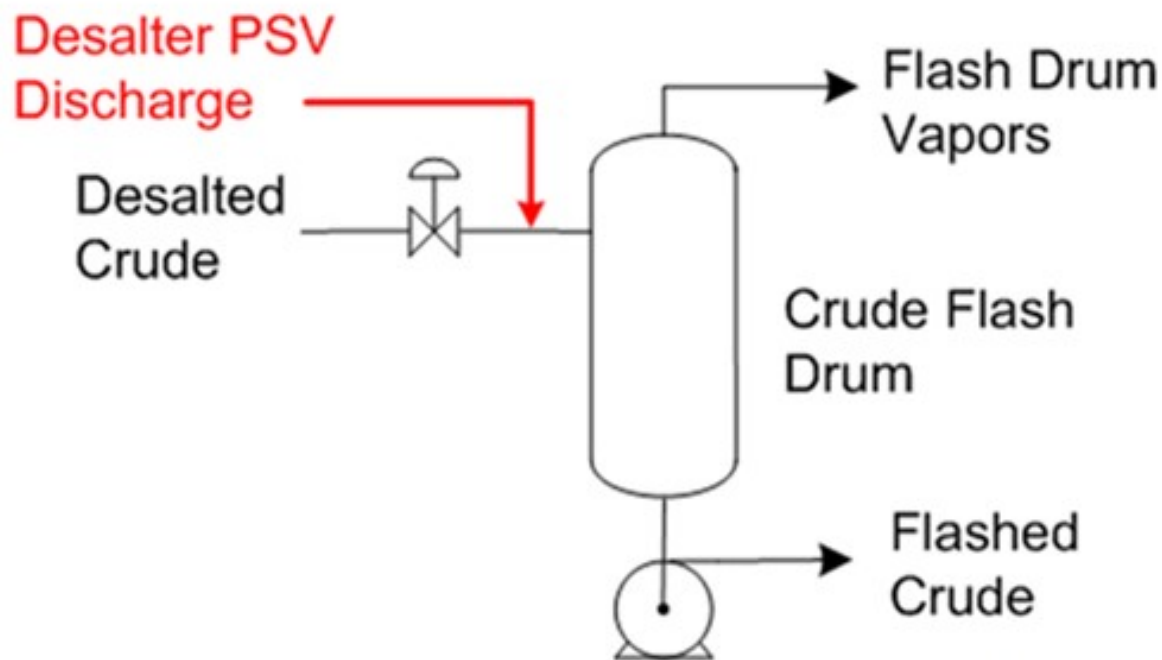 Desalter PSV
Discharge
Desalted
Crude
Flash Drum
Vapors
Crude Flash
Drum
Flashed
Crude